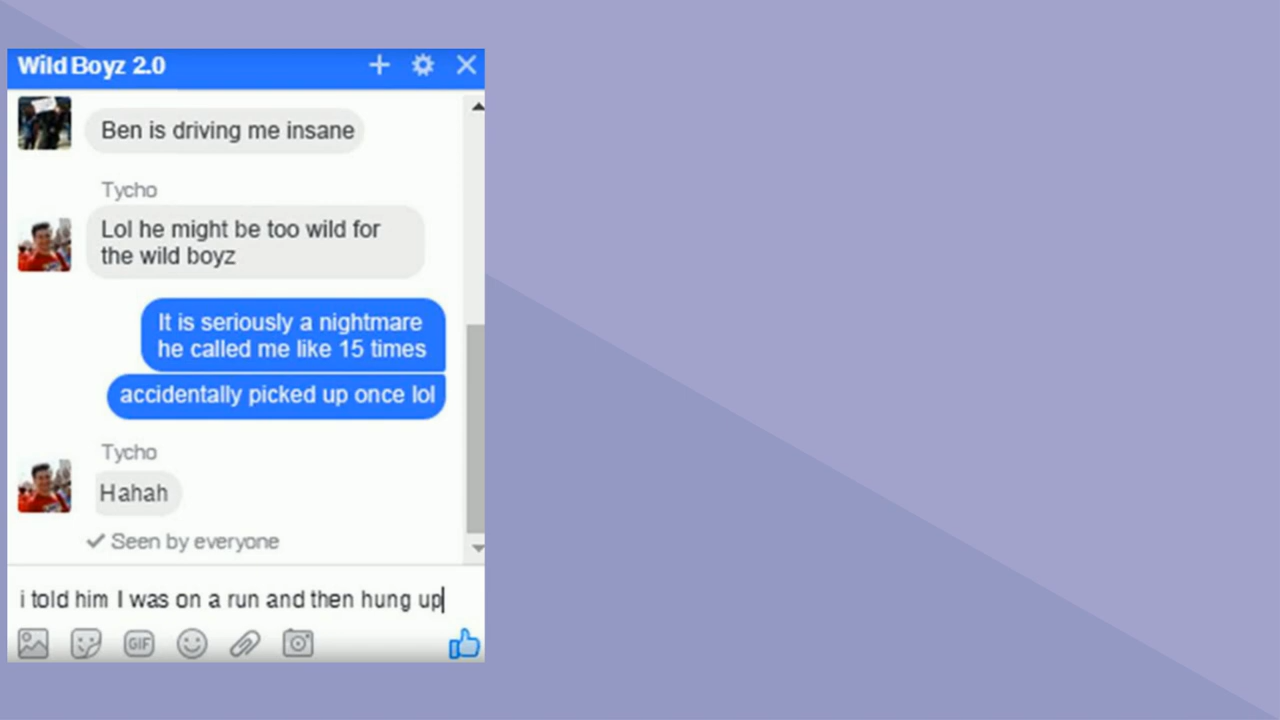 Wild Boyz 2.0
Ben is driving me insane
Tycho
Lol he might be too wild for
the wild boyz
It is seriously a nightmare
he called me like 15 times
accidentally picked up once lol
Tycho
Hahah
Seen by everyone
i told him I was on a run and then hung up
GIF